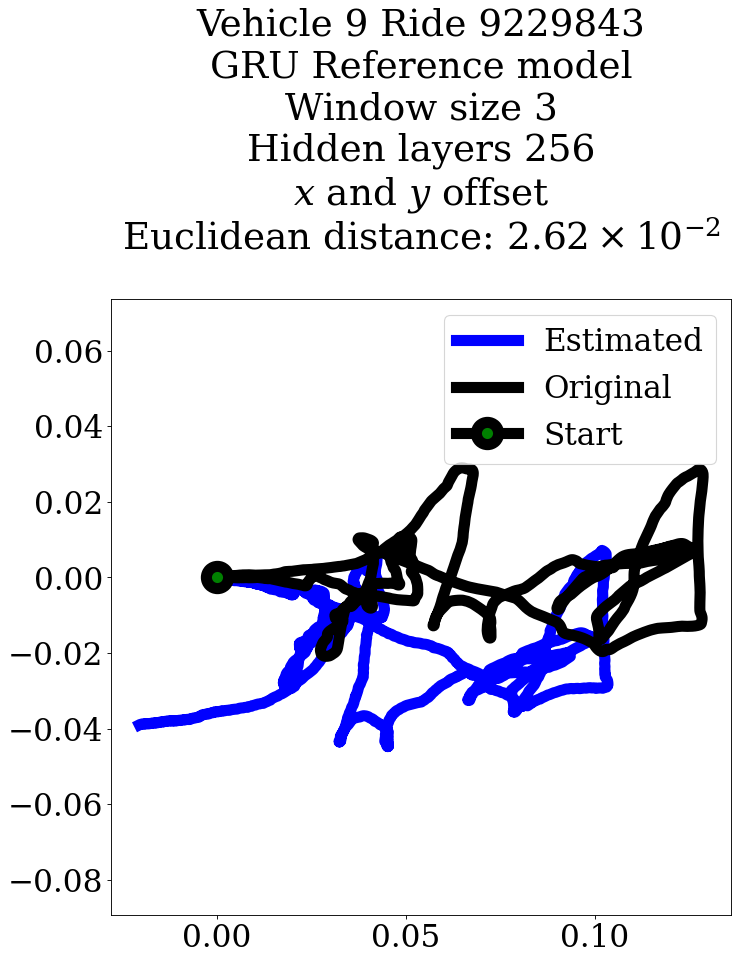 Vehicle 9 Ride 9229843
GRU Reference model
Window size 3
Hidden layers 256
x and y offset
Euclidean distance: 2.62 × 10⁻²
Estimated
Original
Start
0.06
0.04
0.02
0.00
−0.02
−0.04
−0.06
−0.08
0.00 0.05 0.10